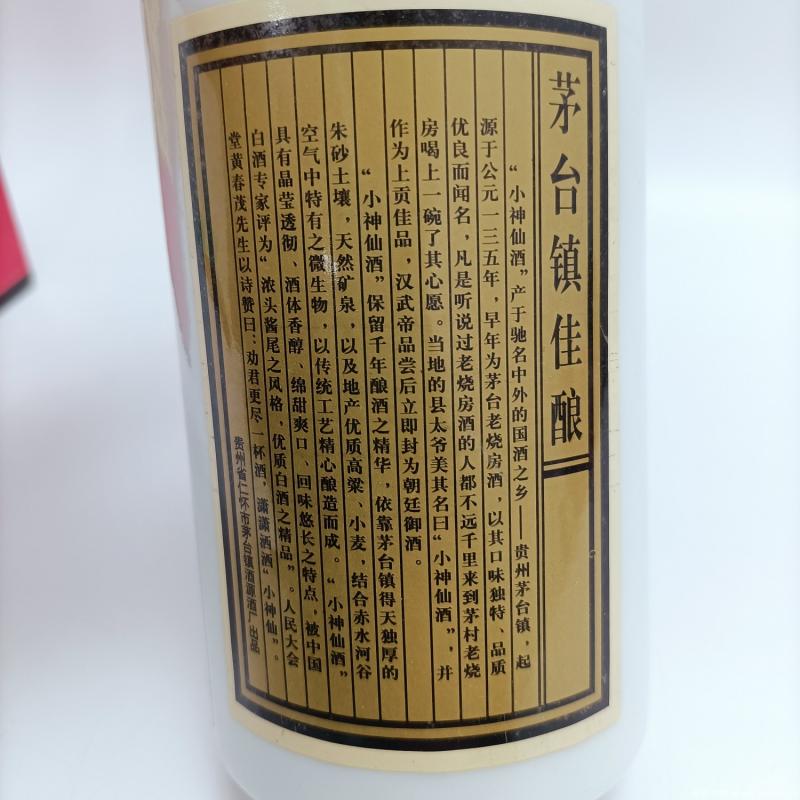 茅台镇佳酿
“小神仙酒”产于驰名中外的国酒之乡——贵州茅台镇,起
源于公元一三五年,早年为茅台老烧房酒,以其口味独特、品质
优良而闻名,凡是听说过老烧房酒的人都不远千里来到茅村老烧
房喝上一碗了其心愿。当地的县太爷美其名曰“小神仙酒”,并
作为上贡佳品,汉武帝品尝后立即封为朝廷御酒。
“小神仙酒”保留千年酿酒之精华,依靠茅台镇得天独厚的
朱砂土壤,天然矿泉,以及地产优质高粱、小麦,结合赤水河谷
空气中特有之微生物,以传统工艺精心酿造而成。“小神仙酒”
具有晶莹透彻、酒体香醇、绵甜爽口、回味悠长之特点,被中国
白酒专家评为“浓头酱尾之风格,优质白酒之精品”。人民大会
堂黄春茂先生以诗赞曰:劝君更尽一杯酒,潇潇洒洒“小神仙”。
贵州省仁怀市茅台镇酒源酒厂出品